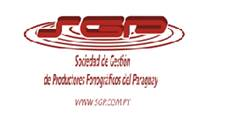 SGP
Sociedad de Gestión
de Productores Fonográficos del Paraguay
WWW.SGP.COM.PY